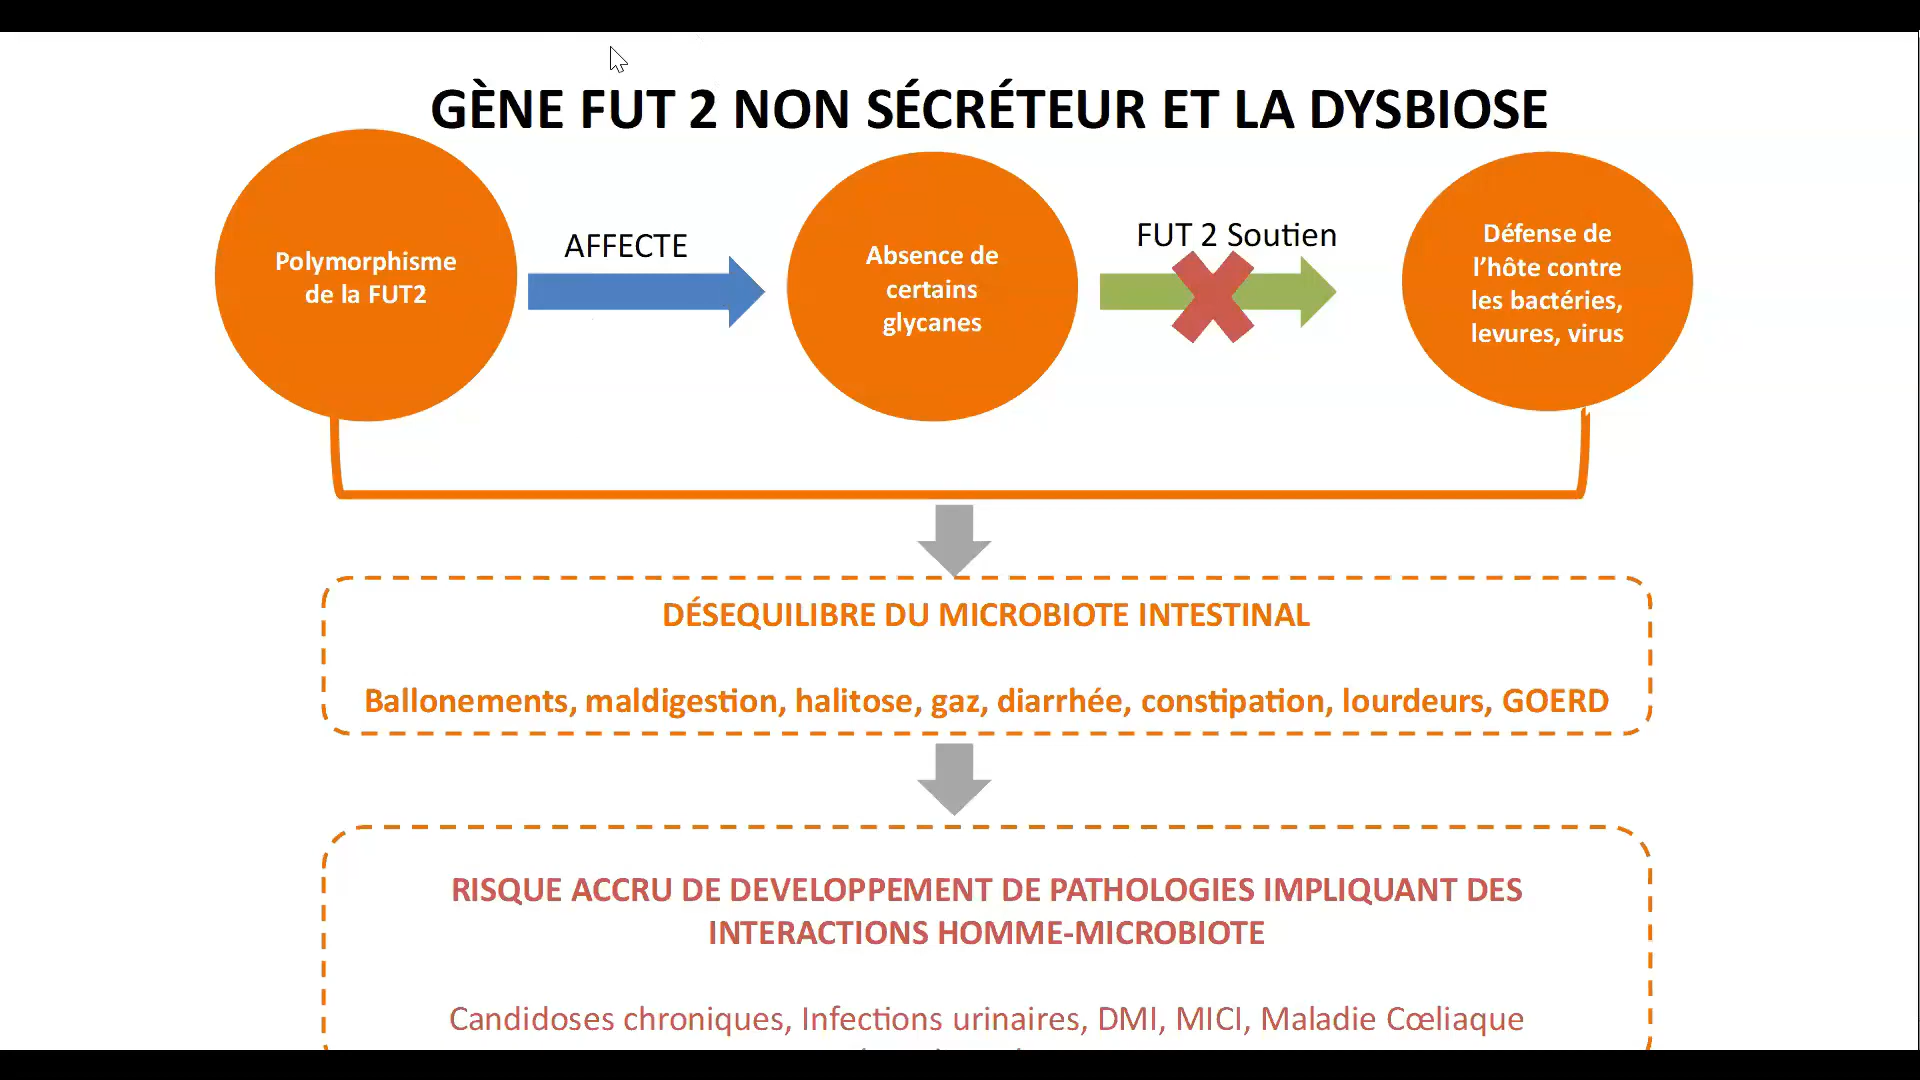 GÈNE FUT 2 NON SÉCRÉTEUR ET LA DYSBIOSE
Polymorphisme
de la FUT2
AFFECTE
Absence de
certains
glycanes
FUT 2 Soutien
Défense de
l'hôte contre
les bactéries,
levures, virus
DÉSEQUILIBRE DU MICROBIOTE INTESTINAL
Ballonements, maldigestion, halitose, gaz, diarrhée, constipation, lourdeurs, GOERD
RISQUE ACCRU DE DEVELOPPEMENT DE PATHOLOGIES IMPLIQUANT DES
INTERACTIONS HOMME-MICROBIOTE
Candidoses chroniques, Infections urinaires, DMI, MICI, Maladie Cœliaque